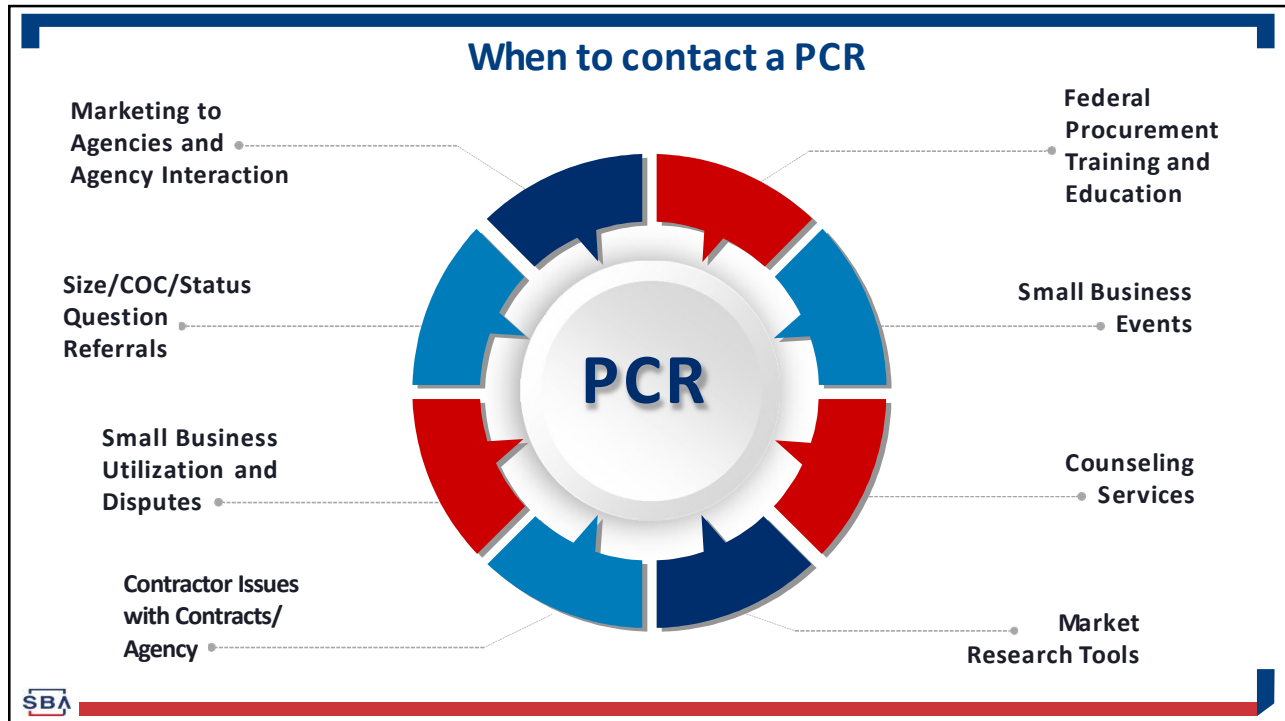 When to contact a PCR
Marketing to
Agencies and
Agency Interaction
Federal
Procurement
Training and
Education
Size/COC/Status
Question
Referrals
Small Business
Events
PCR
Small Business
Utilization and
Disputes
Counseling
Services
Contractor Issues
with Contracts/
Agency
Market
Research Tools
SBA